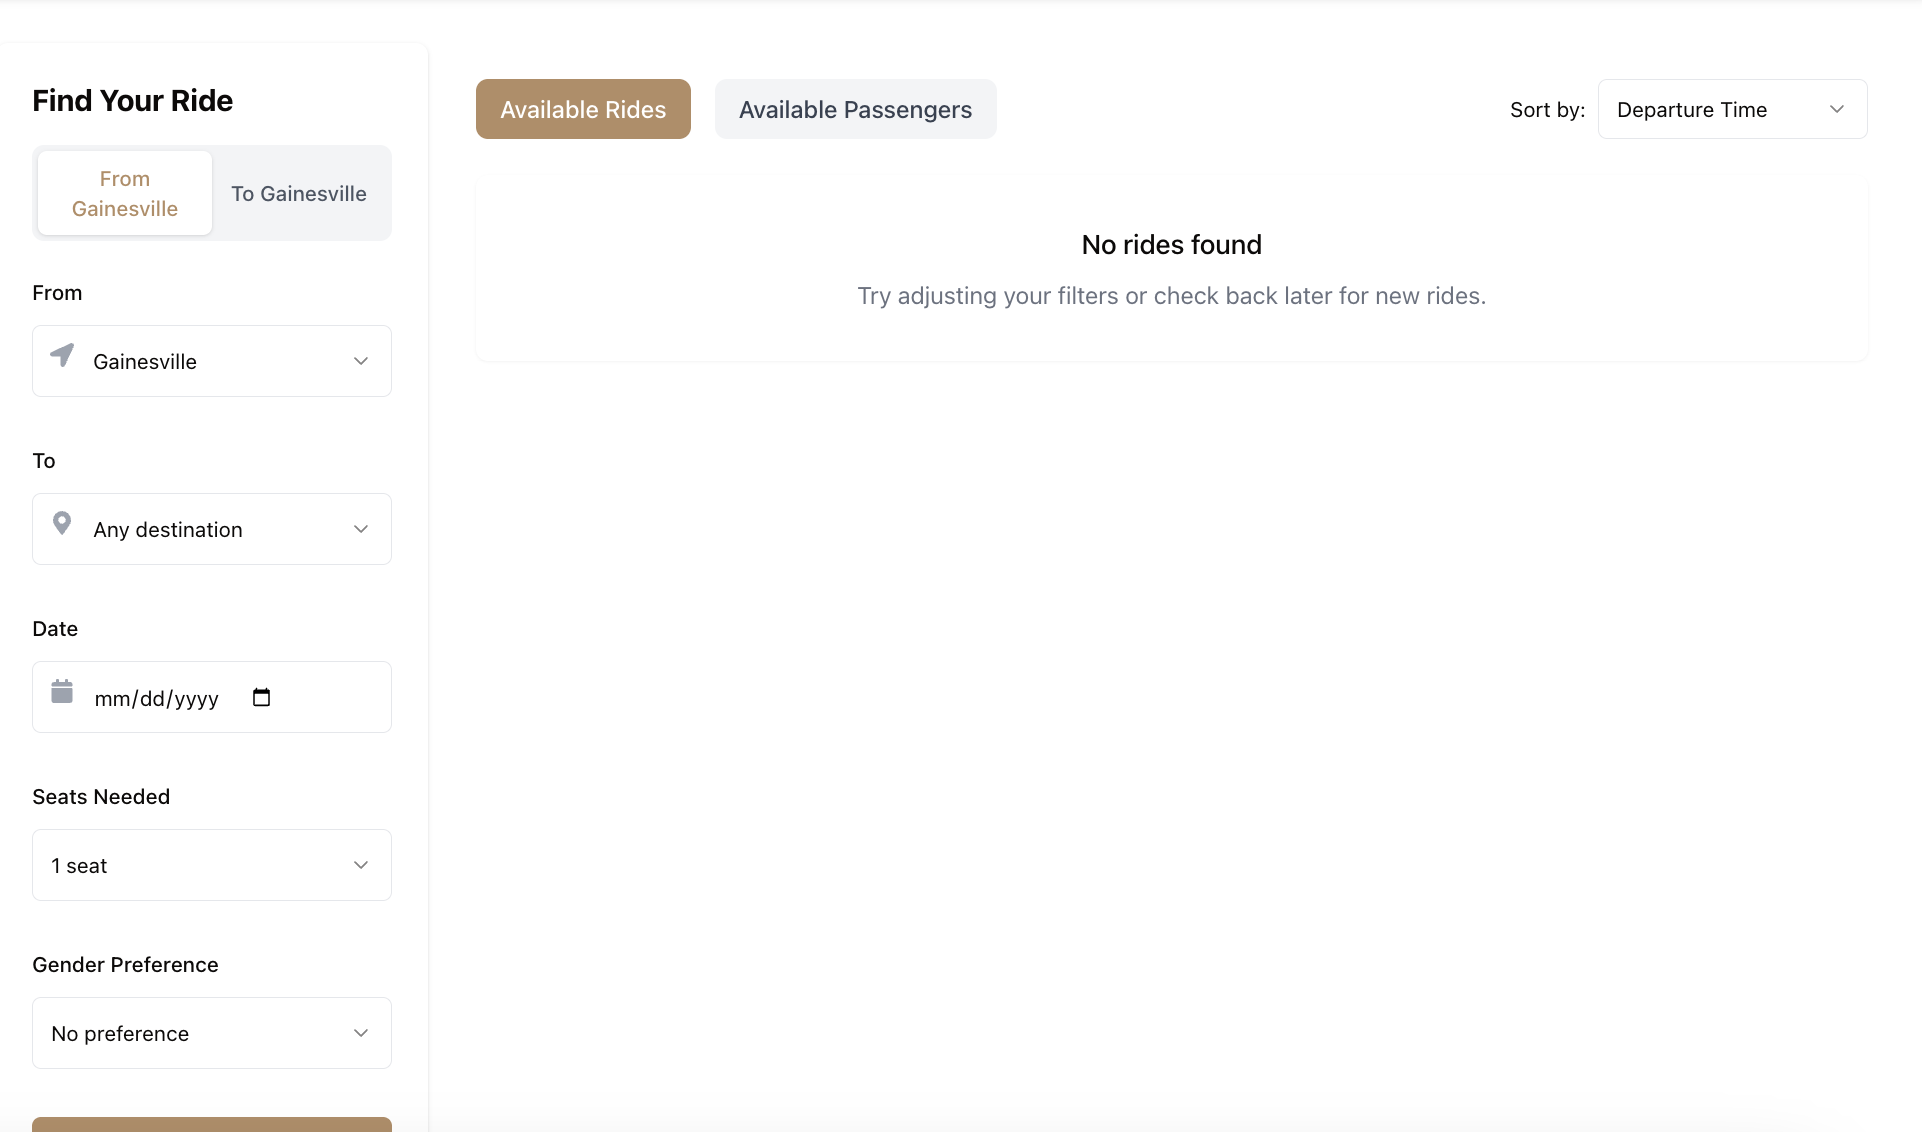 Find Your Ride
From
Gainesville
To Gainesville
From
Gainesville
To
Any destination
Date
mm/dd/yyyy
Seats Needed
1 seat
Gender Preference
No preference
Available Rides
Available Passengers
Sort by:
Departure Time
No rides found
Try adjusting your filters or check back later for new rides.